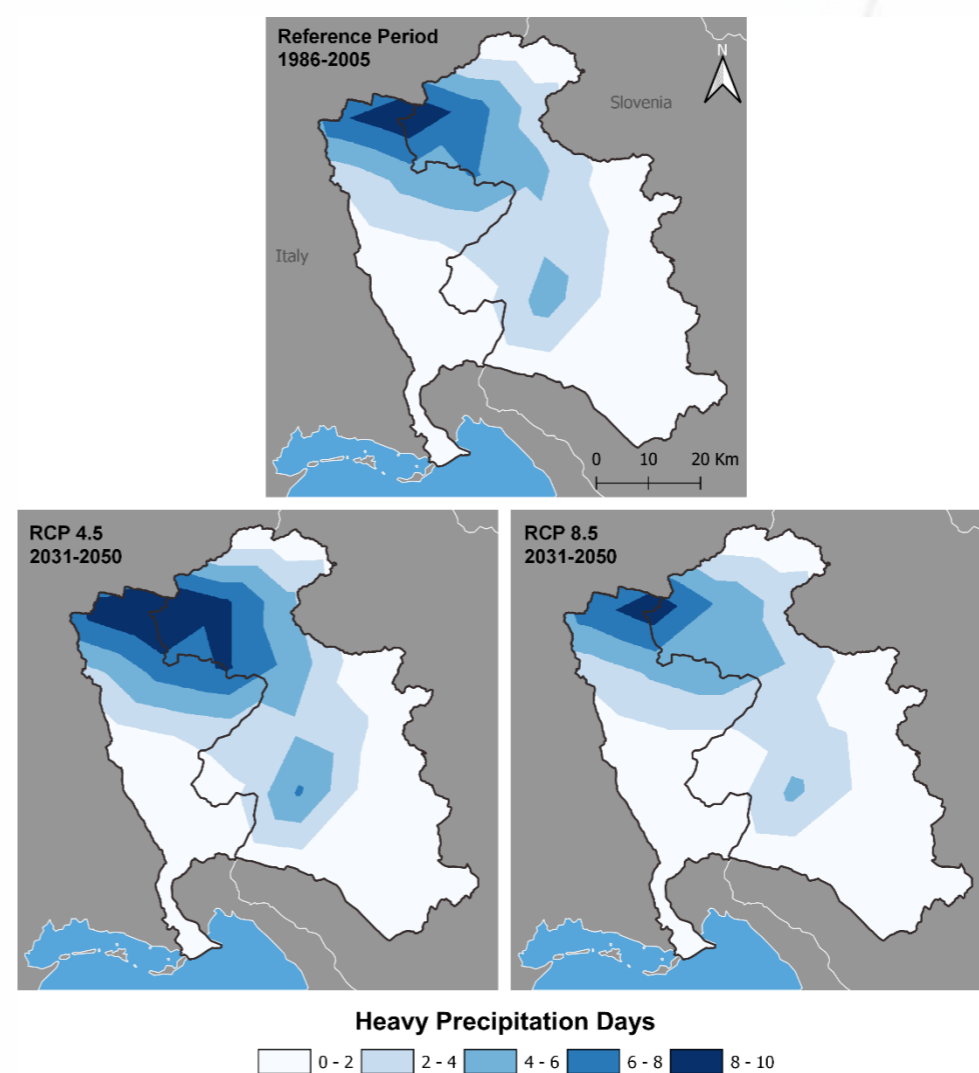 Reference Period
1986-2005
N
Slovenia
Italy
0 10 20 Km
RCP 4.5
2031-2050
RCP 8.5
2031-2050
Heavy Precipitation Days
0 - 2 2 - 4 4 - 6 6 - 8 8 - 10